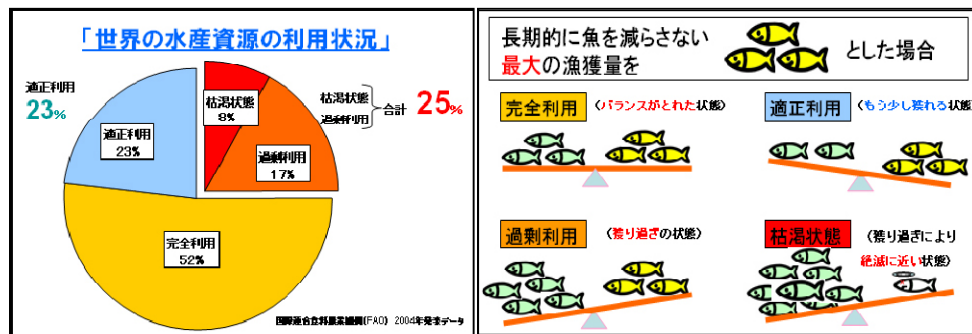 「世界の水産資源の利用状況」
適正利用
23%
枯渇状態
8%
枯渇状態
過剰利用
合計 25%
適正利用
23%
過剰利用
17%
完全利用
52%
国際連合食料農業機関(FAO) 2004年発表データ
長期的に魚を減らさない
最大の漁獲量を
とした場合
完全利用 (バランスがとれた状態)
適正利用 (もう少し獲れる状態)
過剰利用 (獲り過ぎの状態)
枯渇状態 (獲り過ぎにより
絶滅に近い状態)